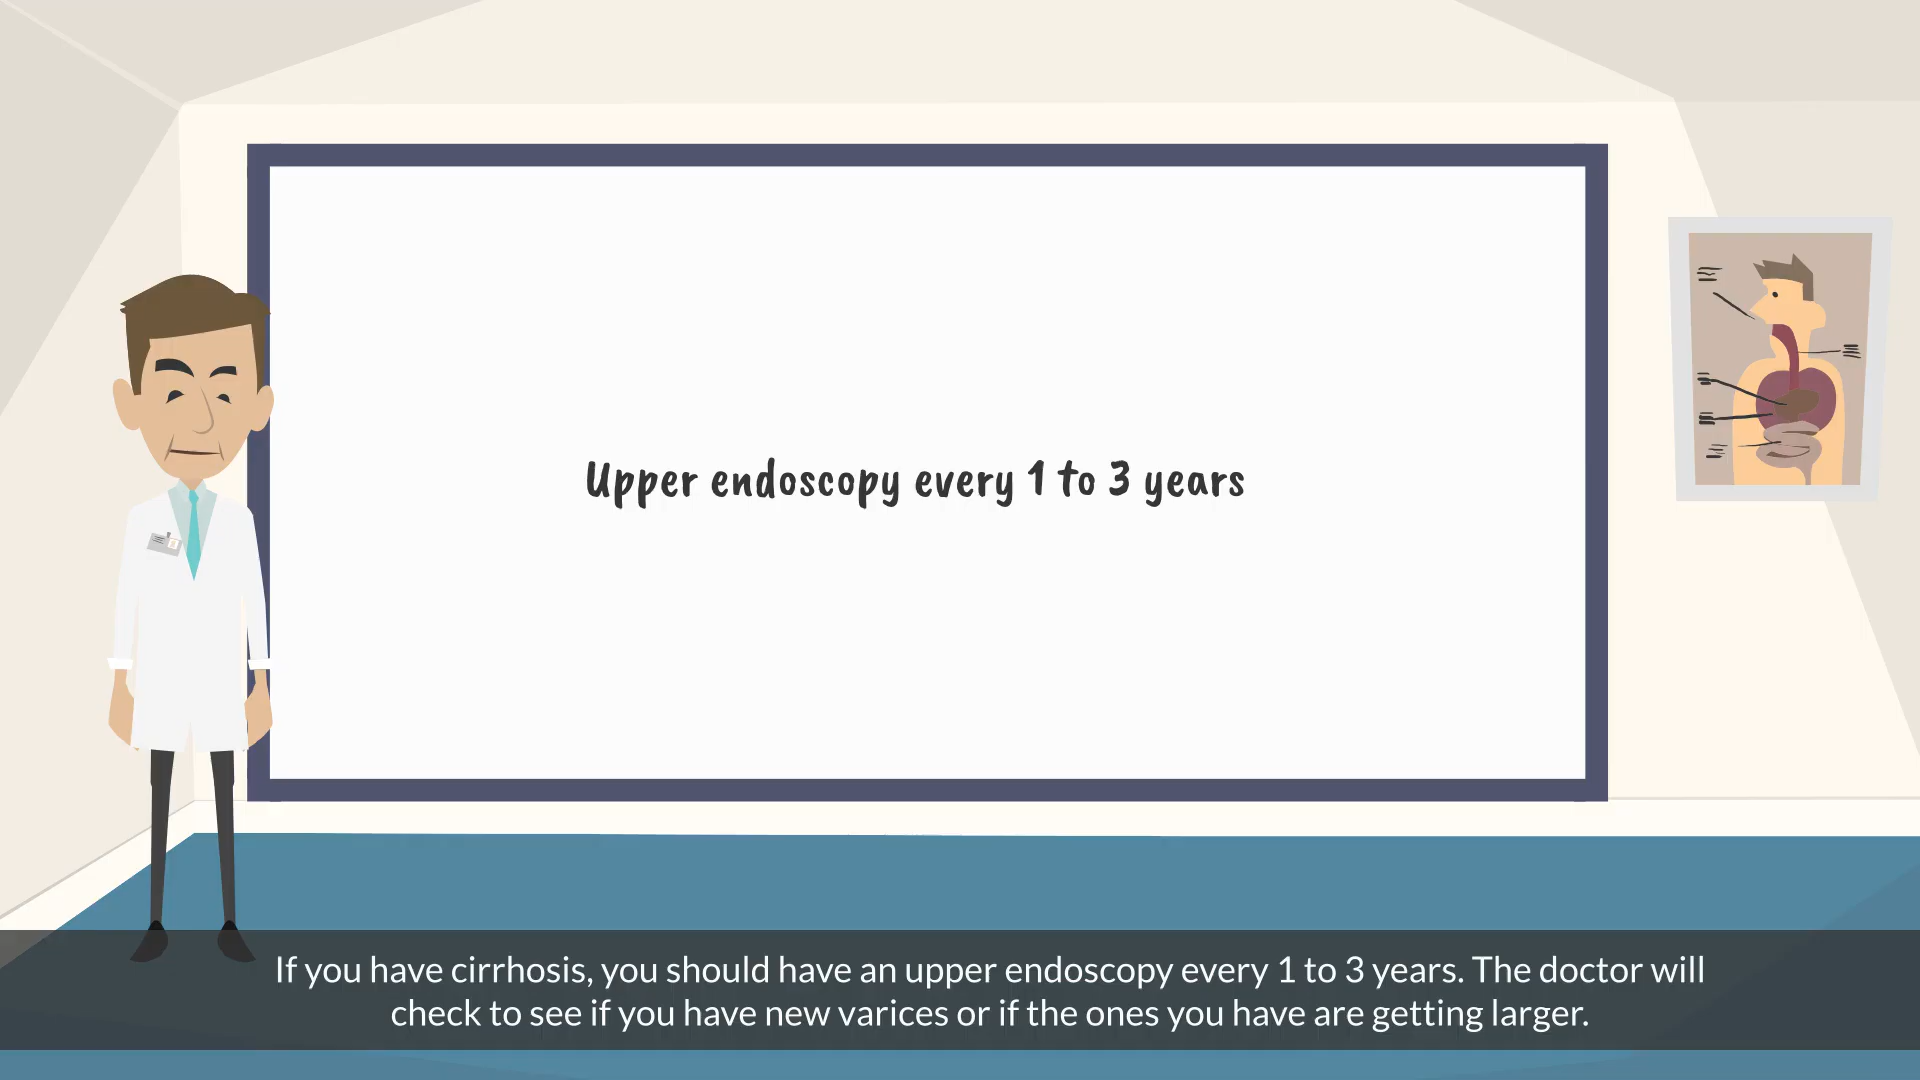 Upper endoscopy every 1 to 3 years
If you have cirrhosis, you should have an upper endoscopy every 1 to 3 years. The doctor will
check to see if you have new varices or if the ones you have are getting larger.